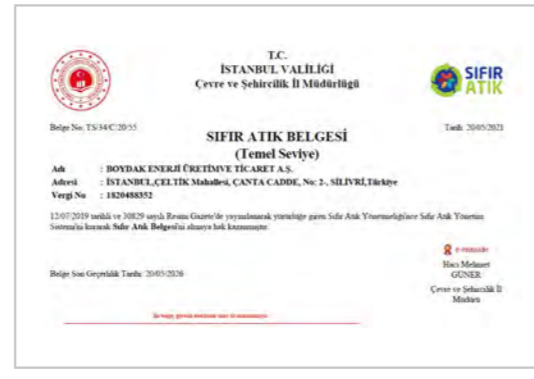 T.C.
İSTANBUL VALİLİĞİ
Çevre ve Şehircilik İl Müdürlüğü
SIFIR
ATIK
Belge No: TS/34/C/20/55
Tarih: 20/05/2021
SIFIR ATIK BELGESİ
(Temel Seviye)
Adı : BOYDAK ENERJİ ÜRETİMVE TİCARET A.Ş.
Adresi : İSTANBUL,ÇELTİK Mahallesi, ÇANTA CADDE, No: 2-, SİLİVRİ,Türkiye
Vergi No : 1820488352
12/07/2019 tarihli ve 30829 sayılı Resmi Gazete'de yayımlanarak yürürlüğe giren Sıfır Atık Yönetmeliğince Sıfır Atık Yönetim
Sistemi'ni kurarak Sıfır Atık Belgesi'ni almaya hak kazanmıştır.
e-imzalıdır
Hacı Mehmet
GÜNER
Belge Son Geçerlilik Tarihi: 20/05/2026
Çevre ve Şehircilik İl
Müdürü